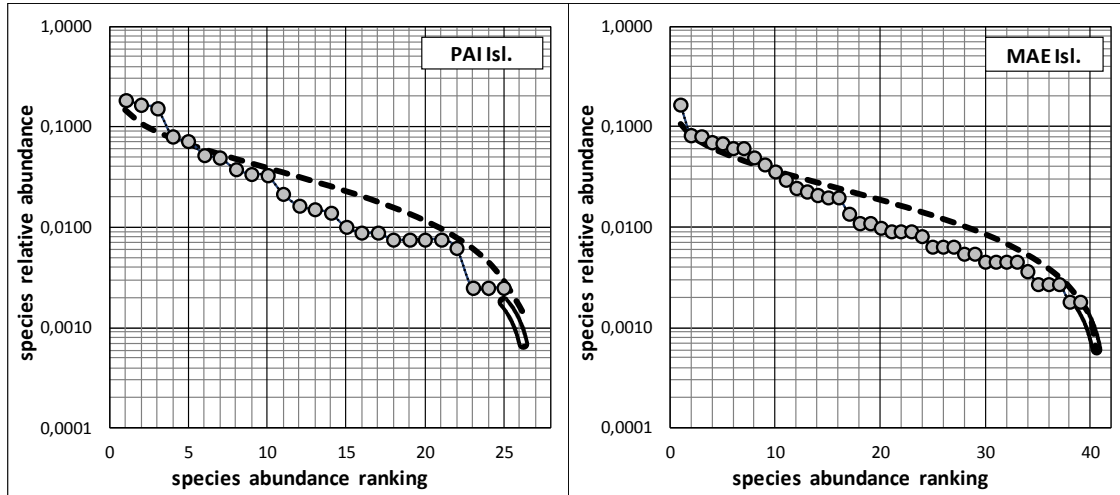 PAI Isl.
species relative abundance
1,0000
0,1000
0,0100
0,0010
0,0001
0 5 10 15 20 25
species abundance ranking
MAE Isl.
species relative abundance
1,0000
0,1000
0,0100
0,0010
0,0001
0 10 20 30 40
species abundance ranking